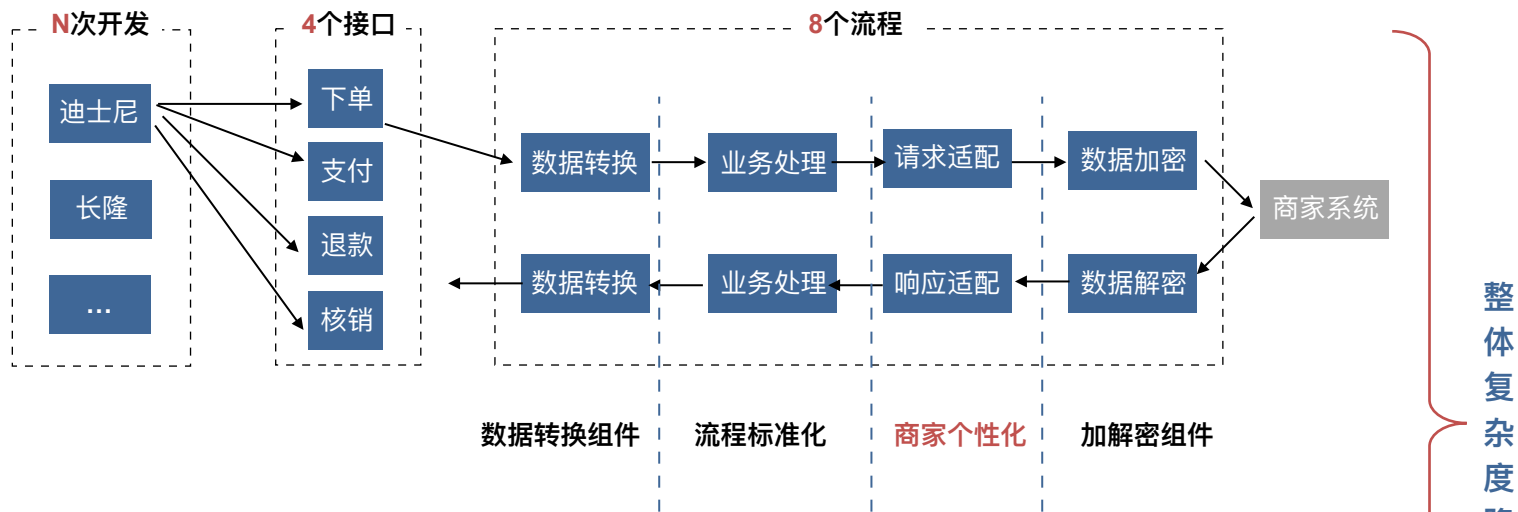 N次开发
4个接口
8个流程
迪士尼
长隆
...
下单
支付
退款
核销
数据转换
业务处理
请求适配
数据加密
商家系统
数据转换
业务处理
响应适配
数据解密
数据转换组件
流程标准化
商家个性化
加解密组件
整
体
复
杂
度